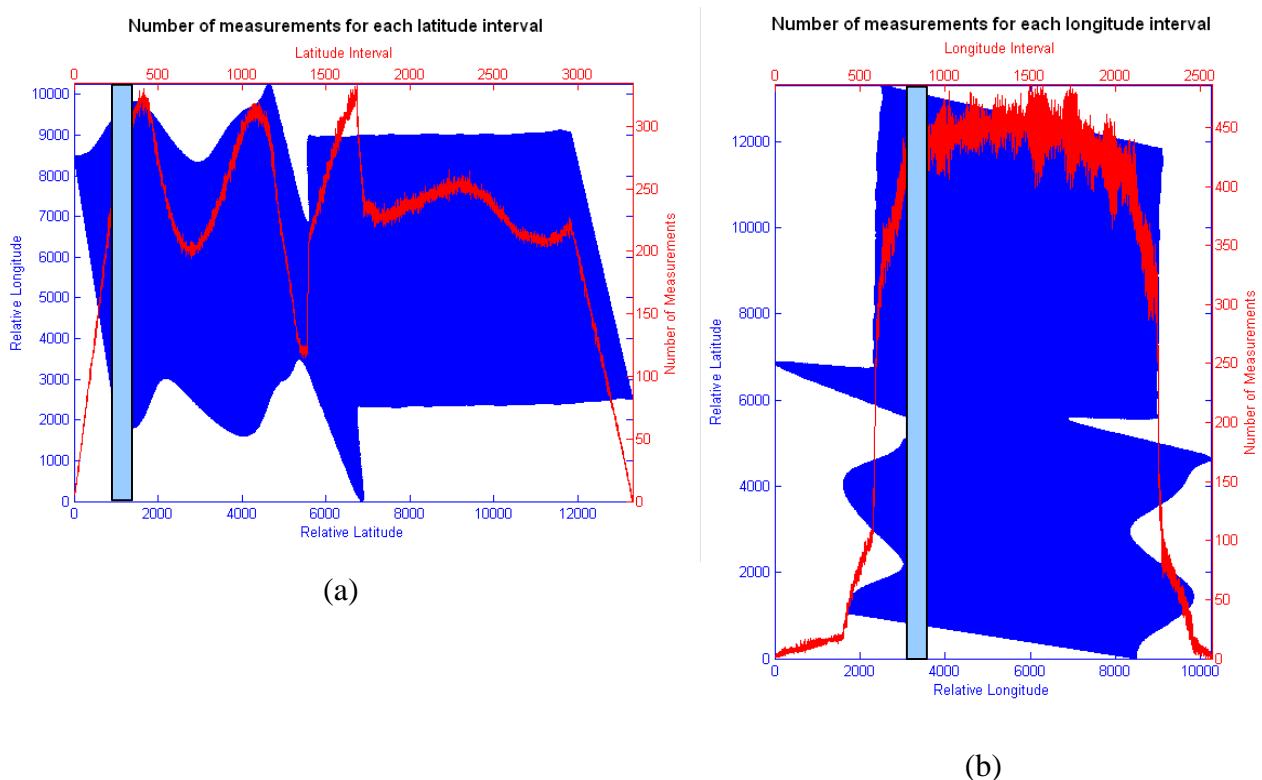 Number of measurements for each latitude interval
Latitude Interval
0 500 1000 1500 2000 2500 3000
10000
9000
8000
7000
6000
5000
4000
3000
2000
1000
0
Relative Longitude
300
250
200
150
100
50
0
Number of Measurements
0 2000 4000 6000 8000 10000 12000
Relative Latitude
(a)
Number of measurements for each longitude interval
Longitude Interval
0 500 1000 1500 2000 2500
12000
10000
8000
6000
4000
2000
0
Relative Latitude
450
400
350
300
250
200
150
100
50
0
Number of Measurements
0 2000 4000 6000 8000 10000
Relative Longitude
(b)